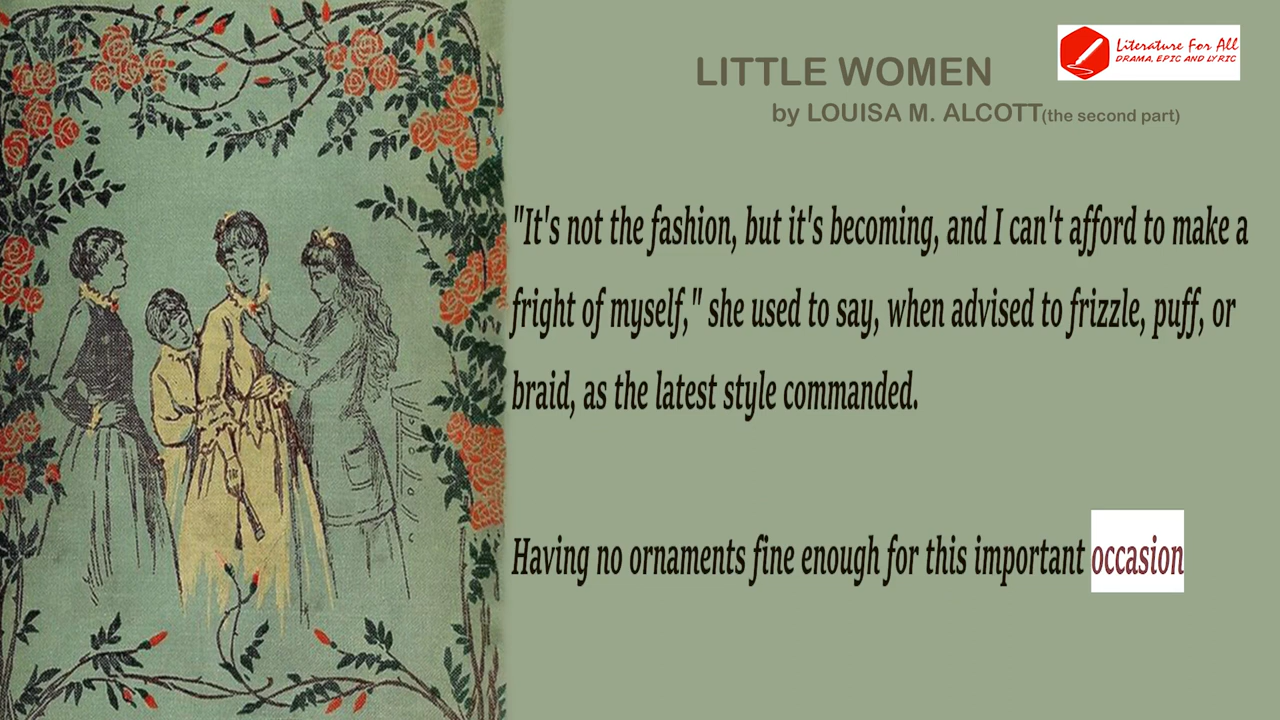 LITTLE WOMEN
by LOUISA M. ALCOTT(the second part)
Literature For All
DRAMA, EPIC AND LYRIC
"It's not the fashion, but it's becoming, and I can't afford to make a
fright of myself," she used to say, when advised to frizzle, puff, or
braid, as the latest style commanded.
Having no ornaments fine enough for this important occasion